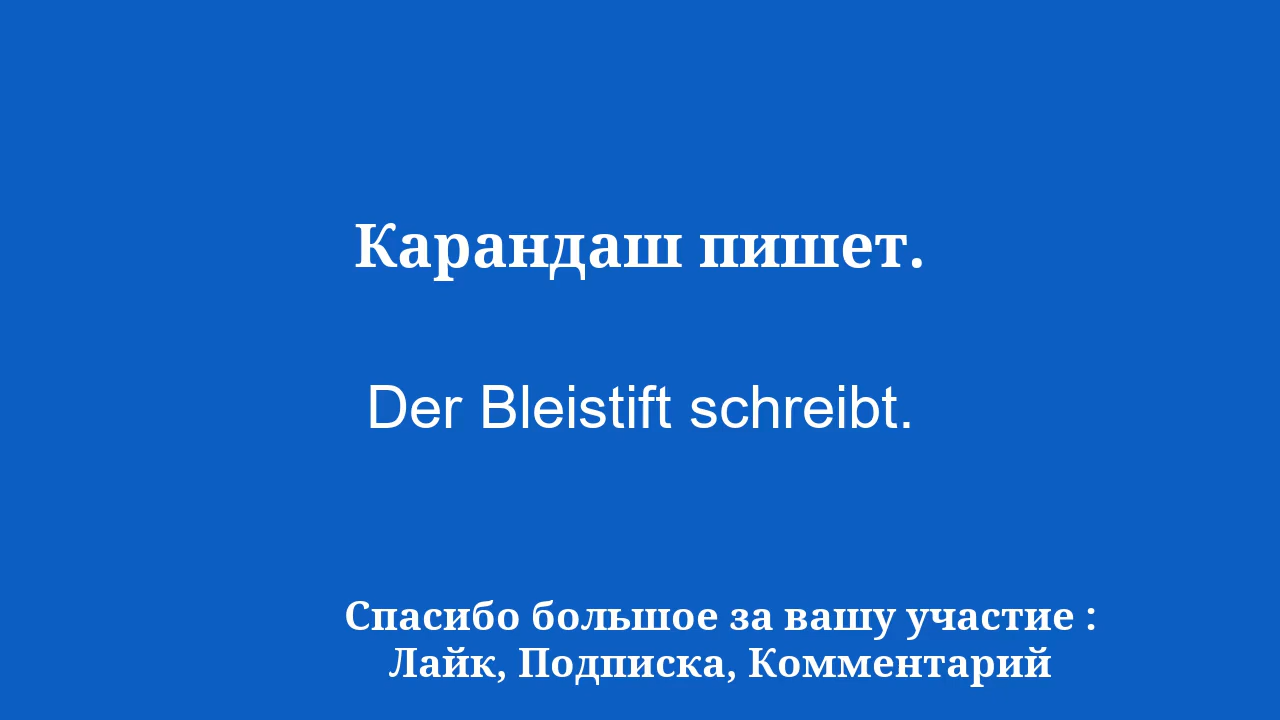 Карандаш пишет.
Der Bleistift schreibt.
Спасибо большое за вашу участие :
Лайк, Подписка, Комментарий